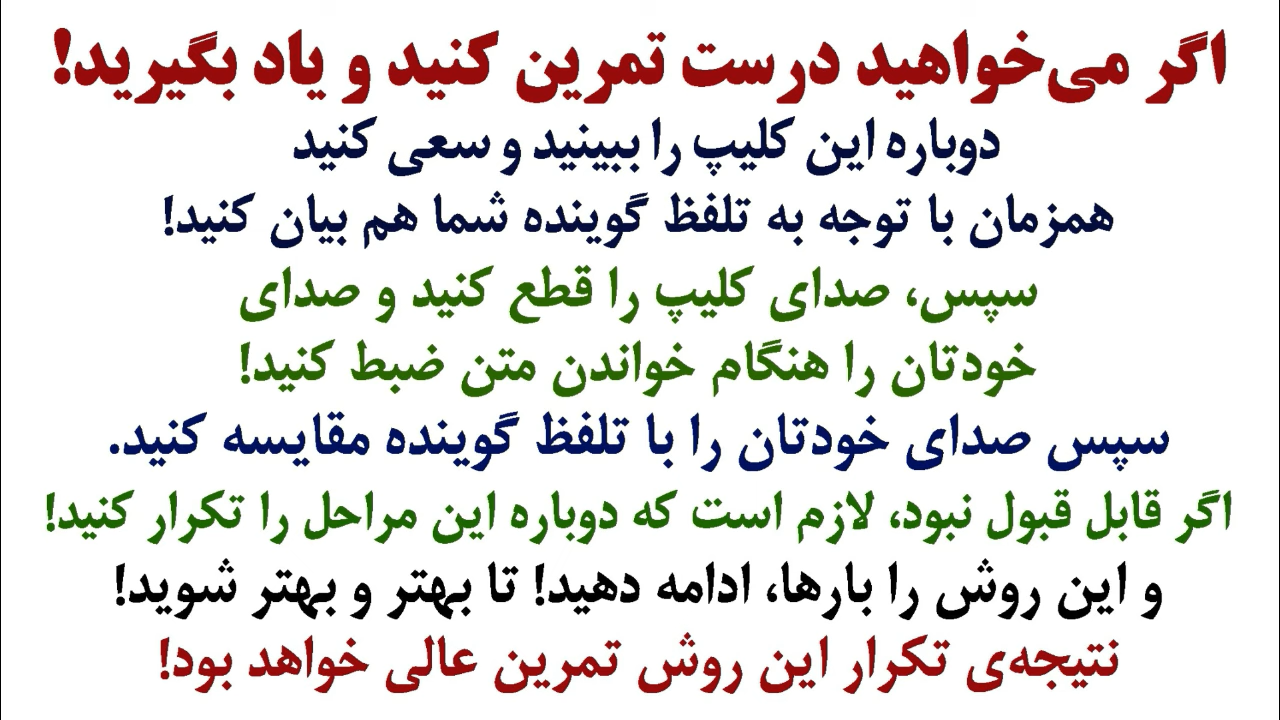 اگر می‌خواهید درست تمرین کنید و یاد بگیرید!
دوباره این کلیپ را ببینید و سعی کنید
همزمان با توجه به تلفظ گوینده شما هم بیان کنید!
سپس، صدای کلیپ را قطع کنید و صدای
خودتان را هنگام خواندن متن ضبط کنید!
سپس صدای خودتان را با تلفظ گوینده مقایسه کنید.
اگر قابل قبول نبود، لازم است که دوباره این مراحل را تکرار کنید!
و این روش را بارها، ادامه دهید! تا بهتر و بهتر شوید!
نتیجه‌ی تکرار این روش تمرین عالی خواهد بود!